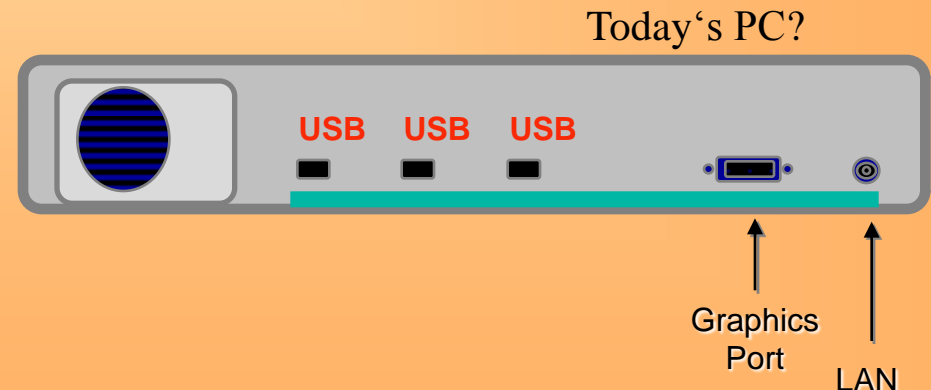 Today‘s PC?
USB USB USB
Graphics
Port
LAN